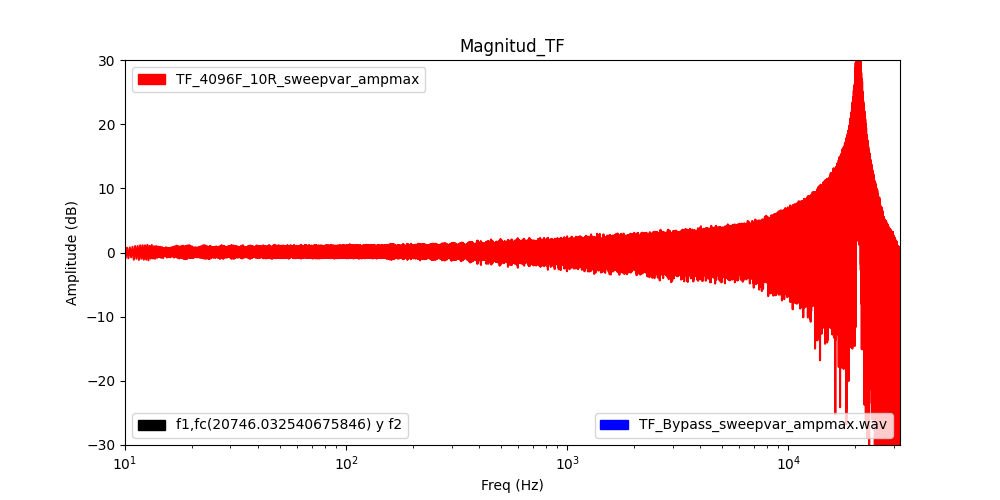 Magnitud_TF
30
TF_4096F_10R_sweepvar_ampmax
20
10
Amplitude (dB)
0
−10
−20
f1,fc(20746.032540675846) y f2
TF_Bypass_sweepvar_ampmax.wav
−30
10¹ 10² 10³ 10⁴
Freq (Hz)